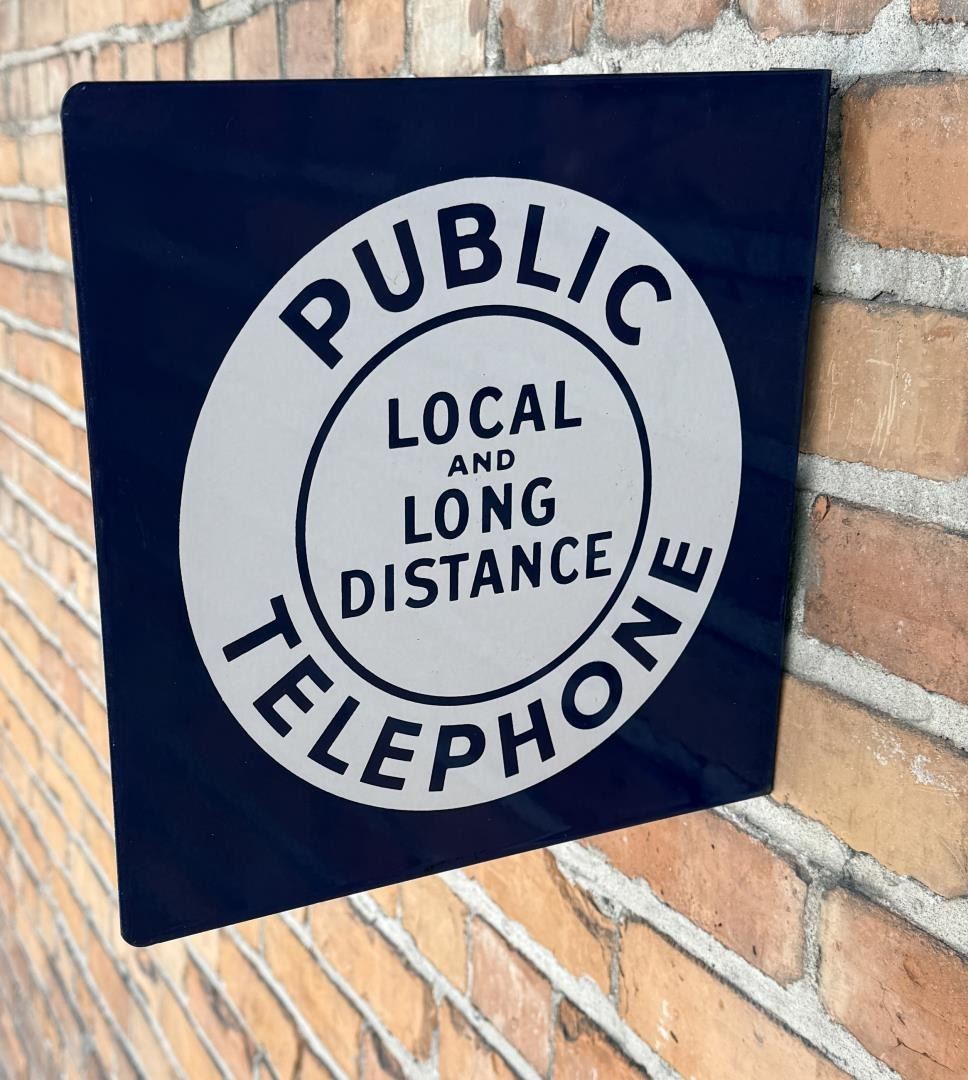 PUBLIC
LOCAL
AND
LONG
DISTANCE
TELEPHONE